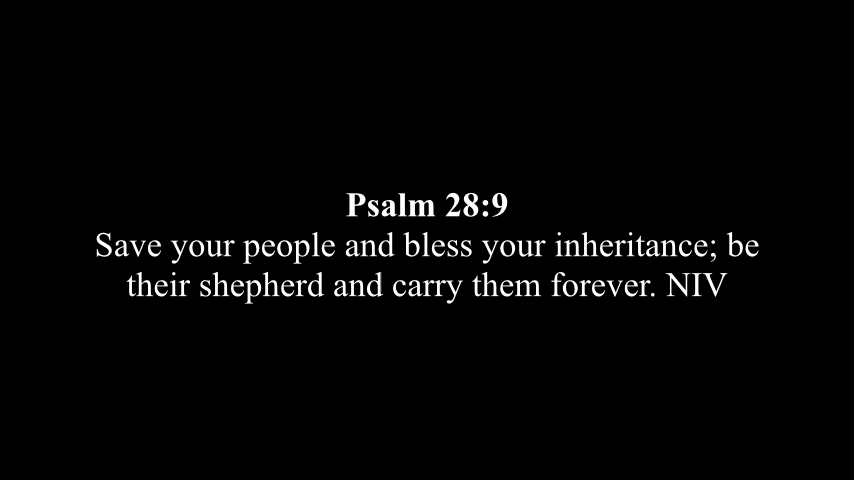 Psalm 28:9
Save your people and bless your inheritance; be
their shepherd and carry them forever. NIV